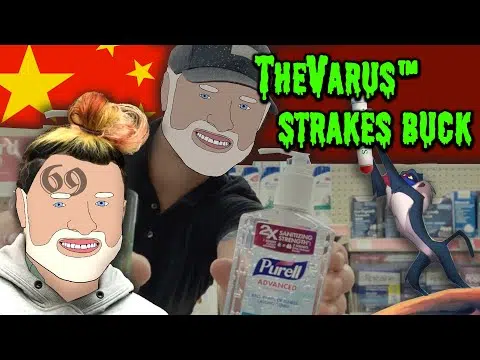 TheVarus™
strakes buck
69
2X
SANITIZING
STRENGTH
Purell
ADVANCED